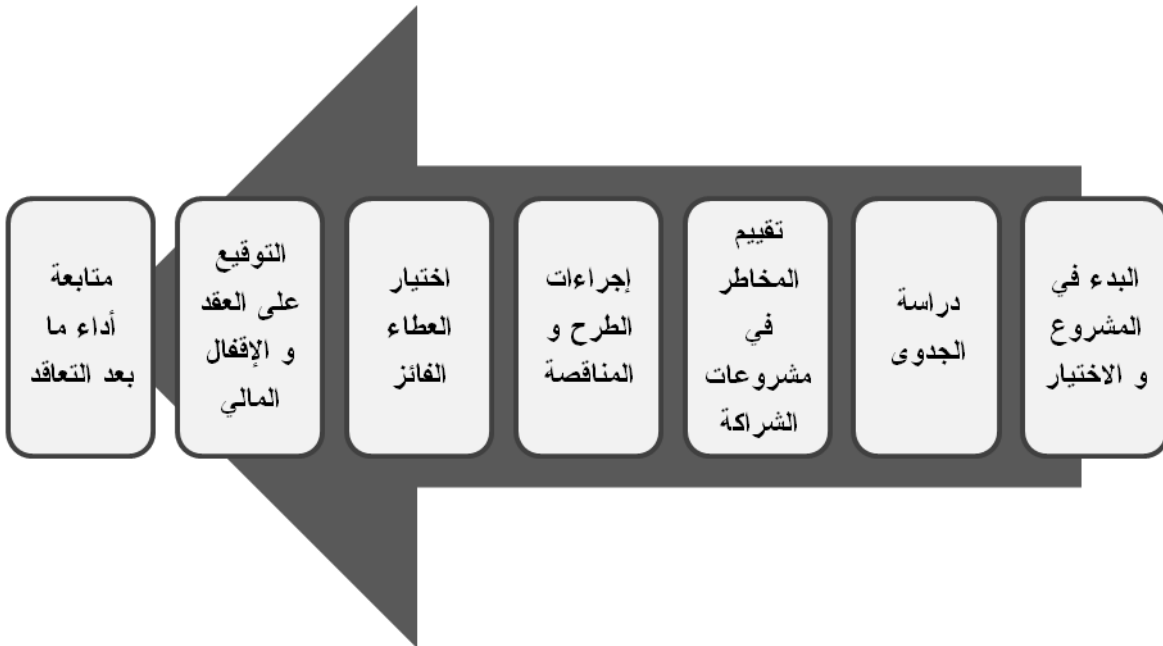 البدء في
المشروع
و الاختيار
دراسة
الجدوى
تقييم
المخاطر
في
مشروعات
الشراكة
إجراءات
الطرح و
المناقصة
اختيار
العطاء
الفائز
التوقيع
على العقد
و الإقفال
المالي
متابعة
أداء ما
بعد التعاقد